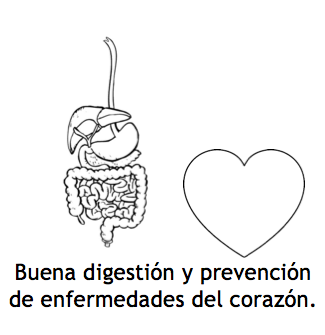 Buena digestión y prevención
de enfermedades del corazón.